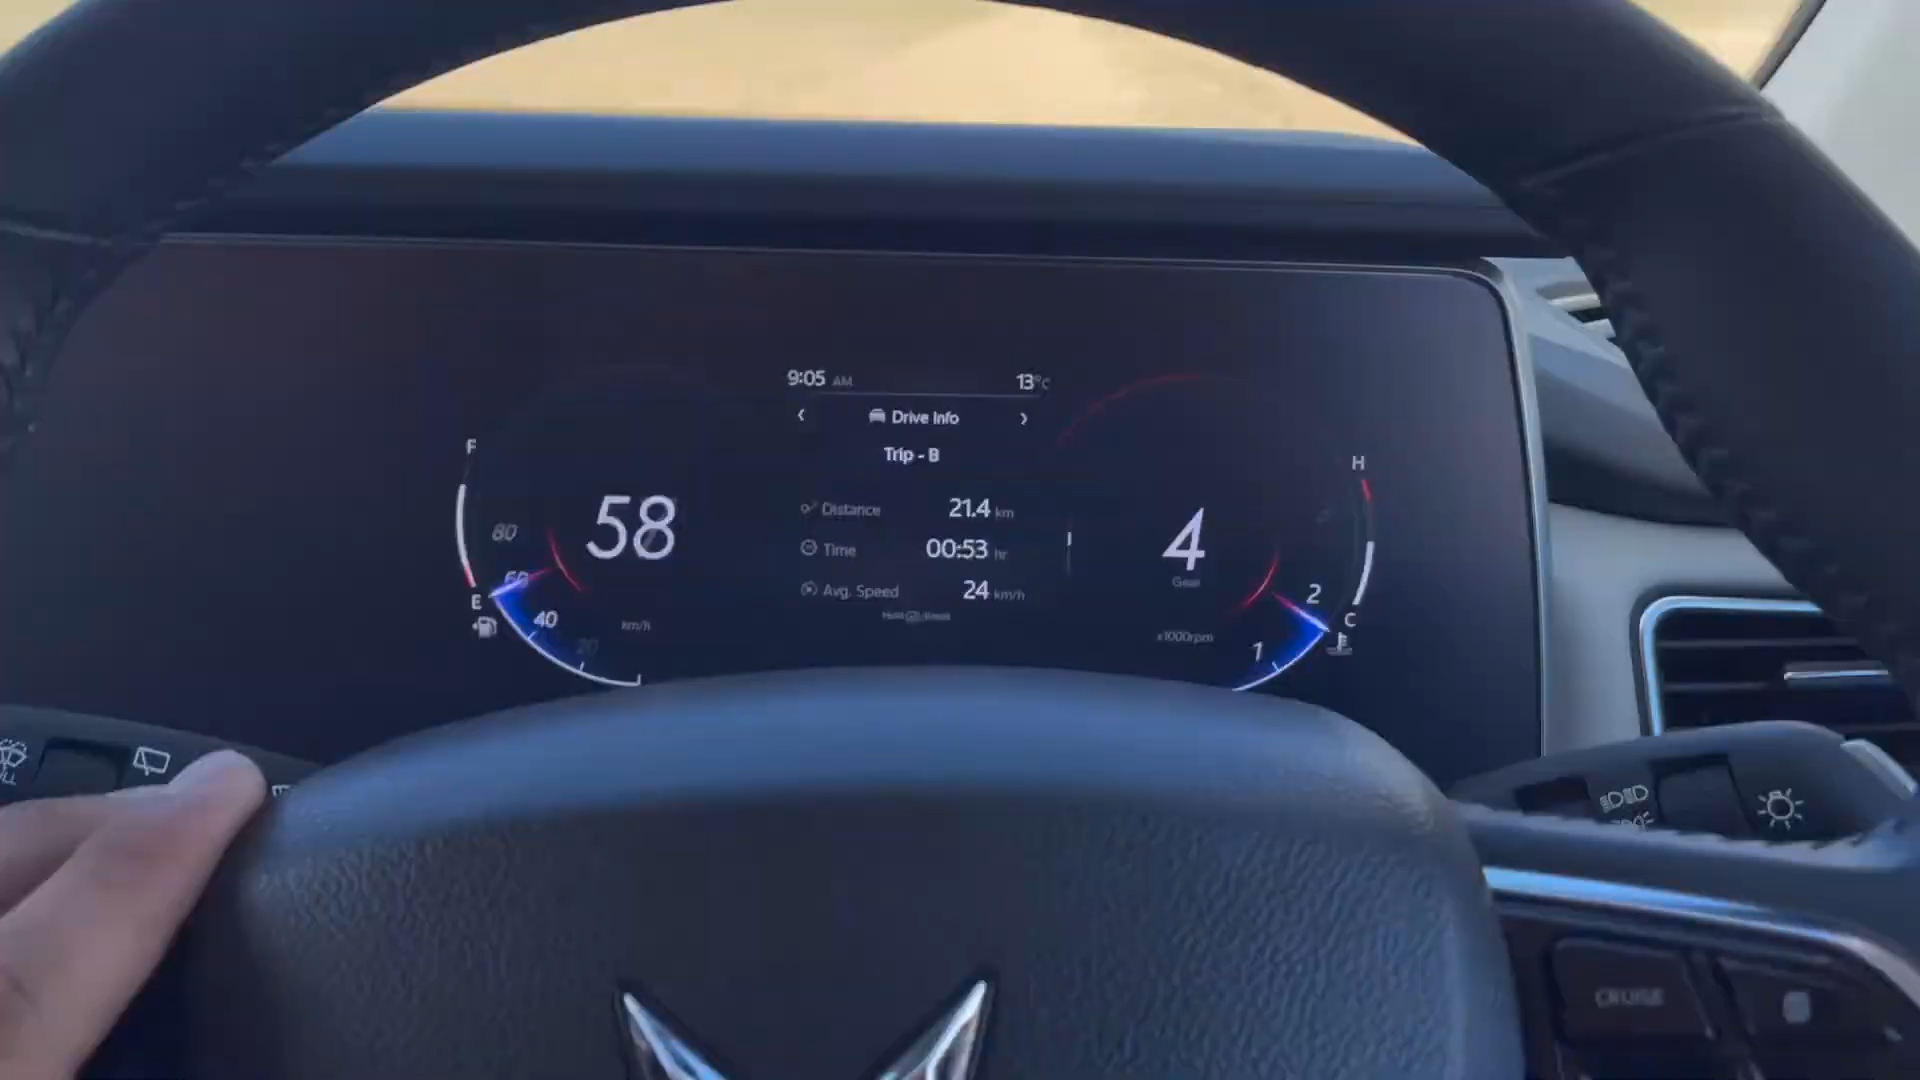 9:05 AM 13°C
< Drive Info >
Trip - B
F
H
80
58
Distance 21.4 km
Time 00:53 hr
4
Gear
60
E
Avg. Speed 24 km/h
2
40
km/h
C
20
x1000rpm
1
CRUISE